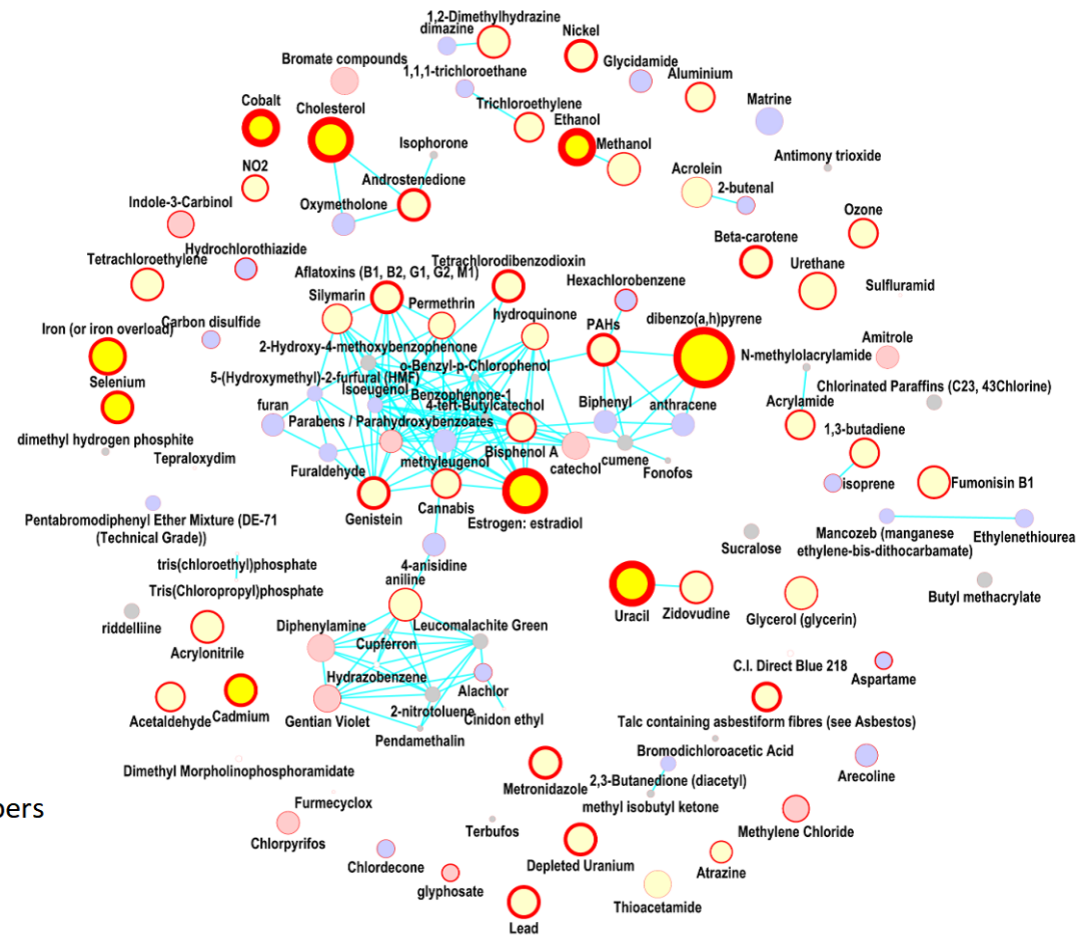 1,2-Dimethylhydrazine
dimazine
Nickel
Bromate compounds
Glycidamide
1,1,1-trichloroethane
Aluminium
Matrine
Cobalt
Cholesterol
Trichloroethylene
Ethanol
Isophorone
Methanol
Antimony trioxide
NO2
Acrolein
Androstenedione
2-butenal
Indole-3-Carbinol
Oxymetholone
Ozone
Beta-carotene
Hydrochlorothiazide
Tetrachloroethylene
Tetrachlorodibenzodioxin
Urethane
Aflatoxins (B1, B2, G1, G2, M1)
Hexachlorobenzene
Sulfluramid
Silymarin
Permethrin
hydroquinone
dibenzo(a,h)pyrene
Iron (or iron overload)
Carbon disulfide
PAHs
Amitrole
2-Hydroxy-4-methoxybenzophenone
N-methylolacrylamide
o-Benzyl-p-Chlorophenol
Selenium
5-(Hydroxymethyl)-2-furfural (HMF)
Chlorinated Paraffins (C23, 43Chlorine)
Isoeugenol
Benzophenone-1
furan
4-tert-Butylcatechol
Biphenyl
anthracene
Acrylamide
Parabens / Parahydroxybenzoates
1,3-butadiene
dimethyl hydrogen phosphite
Tepraloxydim
Bisphenol A
methyleugenol
catechol
cumene
Furaldehyde
Fonofos
isoprene
Fumonisin B1
Cannabis
Genistein
Estrogen: estradiol
Pentabromodiphenyl Ether Mixture (DE-71
(Technical Grade))
Mancozeb (manganese
ethylene-bis-dithocarbamate)
Ethylenethiourea
Sucralose
tris(chloroethyl)phosphate
4-anisidine
aniline
Tris(Chloropropyl)phosphate
Butyl methacrylate
Uracil
Zidovudine
Glycerol (glycerin)
riddelliine
Diphenylamine
Leucomalachite Green
Cupferron
Acrylonitrile
C.I. Direct Blue 218
Hydrazobenzene
Aspartame
Alachlor
2-nitrotoluene
Cinidon ethyl
Acetaldehyde
Cadmium
Gentian Violet
Talc containing asbestiform fibres (see Asbestos)
Pendamethalin
Bromodichloroacetic Acid
Dimethyl Morpholinophosphoramidate
Arecoline
2,3-Butanedione (diacetyl)
Metronidazole
Furmecyclox
methyl isobutyl ketone
pers
Terbufos
Methylene Chloride
Chlorpyrifos
Chlordecone
Depleted Uranium
Atrazine
glyphosate
Thioacetamide
Lead